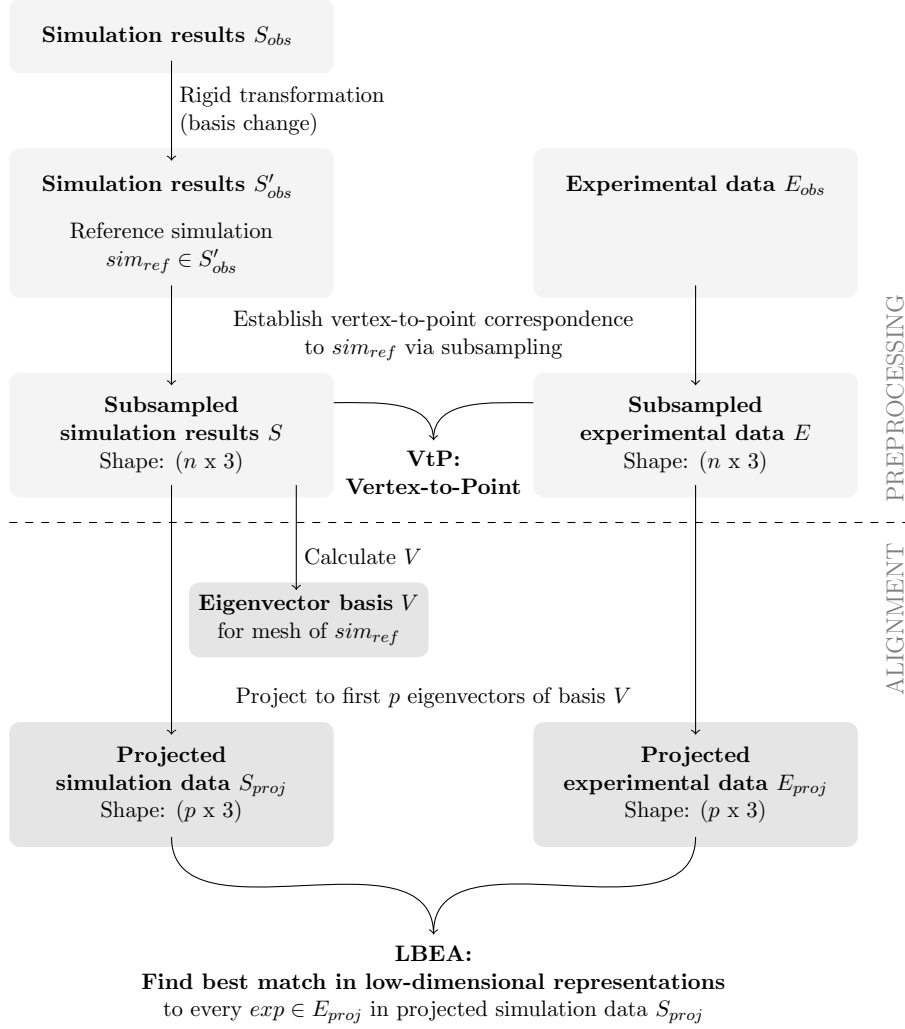 Simulation results S_obs
Rigid transformation
(basis change)
Simulation results S′_obs
Reference simulation
sim_ref ∈ S′_obs
Experimental data E_obs
Establish vertex-to-point correspondence
to sim_ref via subsampling
PREPROCESSING
Subsampled
simulation results S
Shape: (n x 3)
Subsampled
experimental data E
Shape: (n x 3)
VtP:
Vertex-to-Point
Calculate V
Eigenvector basis V
for mesh of sim_ref
ALIGNMENT
Project to first p eigenvectors of basis V
Projected
simulation data S_proj
Shape: (p x 3)
Projected
experimental data E_proj
Shape: (p x 3)
LBEA:
Find best match in low-dimensional representations
to every exp ∈ E_proj in projected simulation data S_proj